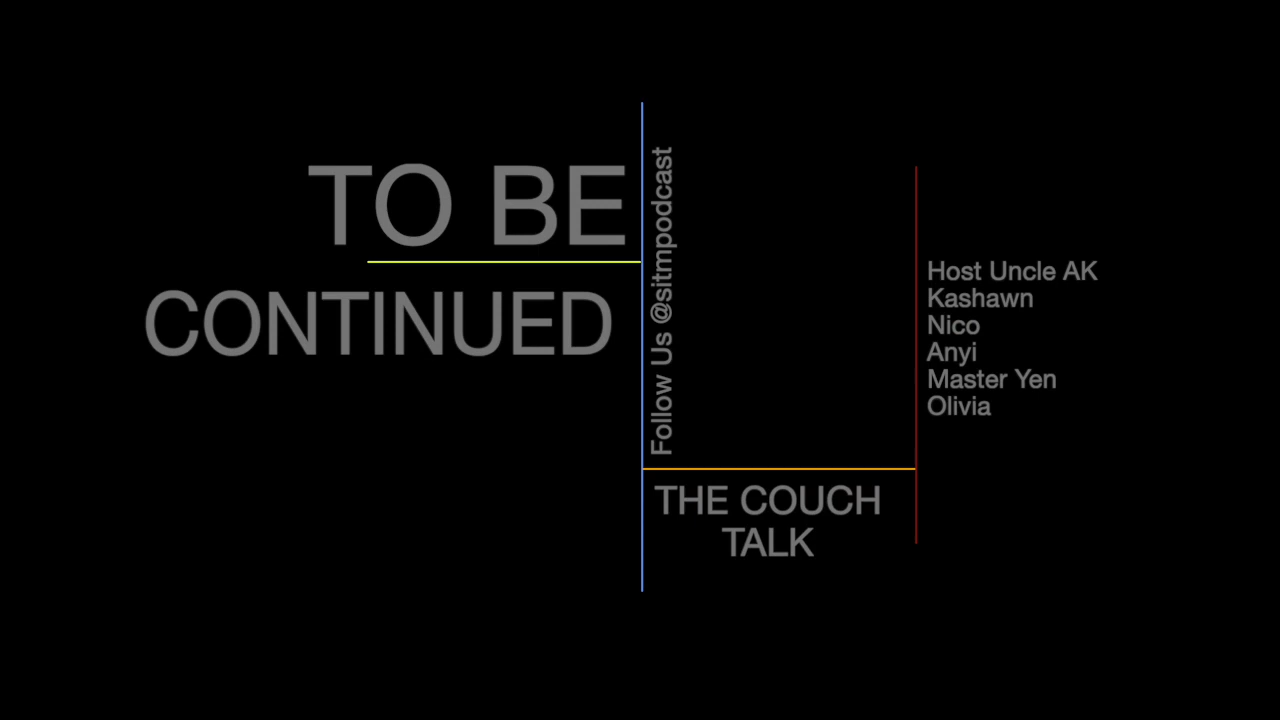 TO BE
CONTINUED
Follow Us @sitmpodcast
THE COUCH
TALK
Host Uncle AK
Kashawn
Nico
Anyi
Master Yen
Olivia